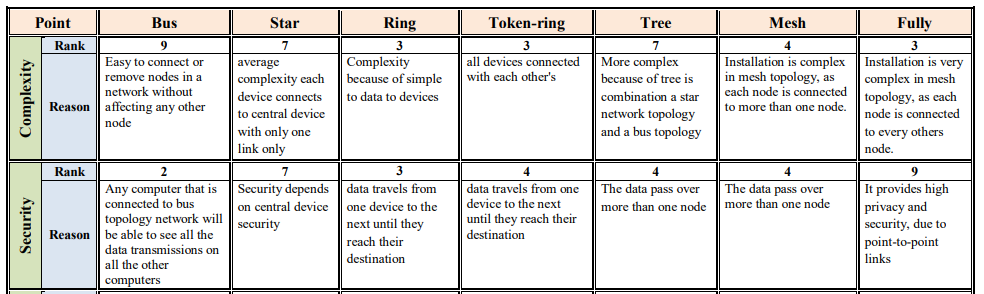 Point Bus Star Ring Token-ring Tree Mesh Fully
Complexity
Rank 9 7 3 3 7 4 3
Reason
Easy to connect or
remove nodes in a
network without
affecting any other
node
average
complexity each
device connects
to central device
with only one
link only
Complexity
because of simple
to data to devices
all devices connected
with each other's
More complex
because of tree is
combination a star
network topology
and a bus topology
Installation is complex
in mesh topology, as
each node is connected
to more than one node.
Installation is very
complex in mesh
topology, as each
node is connected
to every others
node.
Security
Rank 2 7 3 4 4 4 9
Reason
Any computer that is
connected to bus
topology network will
be able to see all the
data transmissions on
all the other
computers
Security depends
on central device
security
data travels from
one device to the
next until they
reach their
destination
data travels from one
device to the next
until they reach their
destination
The data pass over
more than one node
The data pass over
more than one node
It provides high
privacy and
security, due to
point-to-point
links